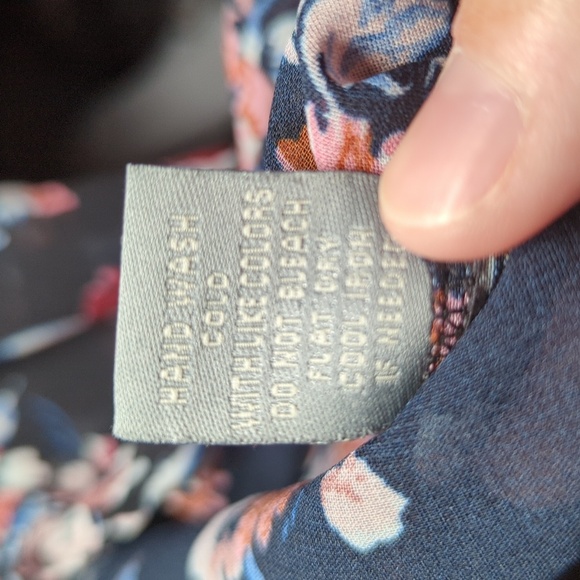 HAND WASH
COLD
WITH LIKE COLORS
DO NOT BLEACH
FLAT DRY
COOL IRON
IF NEEDED